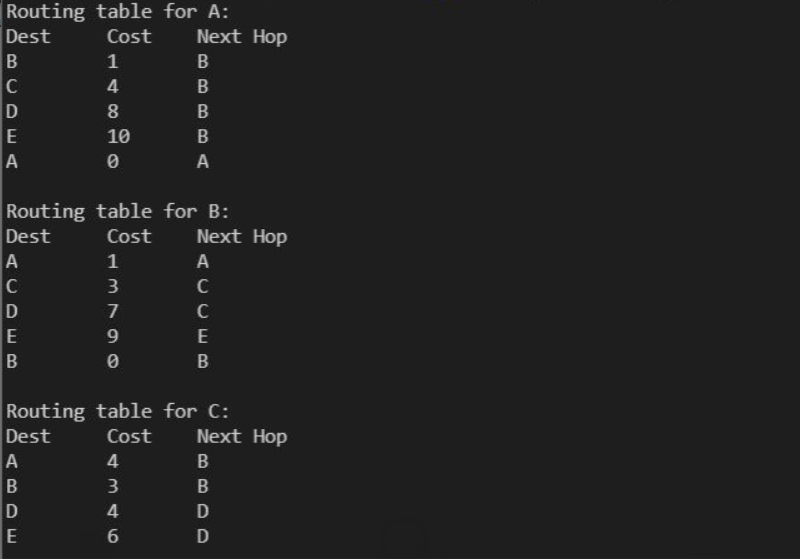 Routing table for A:
Dest Cost Next Hop
B 1 B
C 4 B
D 8 B
E 10 B
A 0 A
Routing table for B:
Dest Cost Next Hop
A 1 A
C 3 C
D 7 C
E 9 E
B 0 B
Routing table for C:
Dest Cost Next Hop
A 4 B
B 3 B
D 4 D
E 6 D